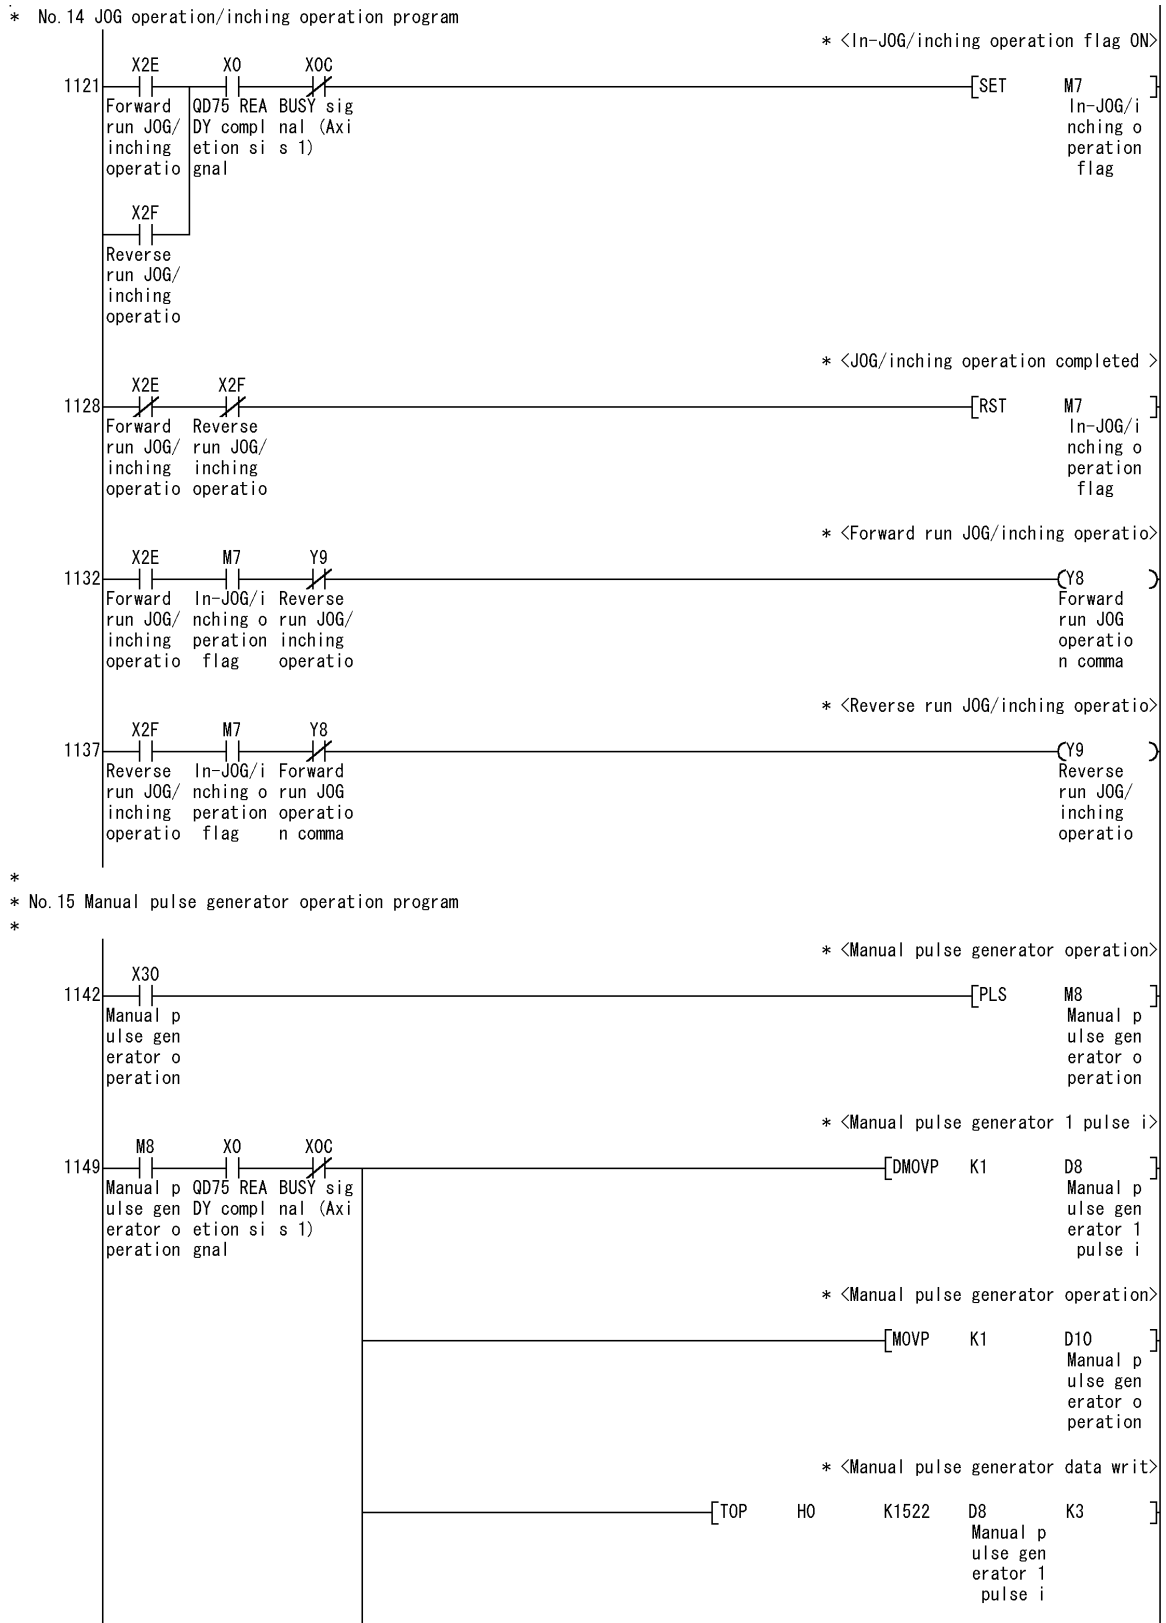 * No.14 JOG operation/inching operation program
* <In-JOG/inching operation flag ON>
X2E X0 X0C
1121 [SET M7 ]
Forward QD75 REA BUSY sig In-JOG/i
run JOG/ DY compl nal (Axi nching o
inching etion si s 1) peration
operatio gnal flag
X2F
Reverse
run JOG/
inching
operatio
* <JOG/inching operation completed >
X2E X2F
1128 [RST M7 ]
Forward Reverse In-JOG/i
run JOG/ run JOG/ nching o
inching inching peration
operatio operatio flag
* <Forward run JOG/inching operatio>
X2E M7 Y9
1132 (Y8 )
Forward In-JOG/i Reverse Forward
run JOG/ nching o run JOG/ run JOG
inching peration inching operatio
operatio flag operatio n comma
* <Reverse run JOG/inching operatio>
X2F M7 Y8
1137 (Y9 )
Reverse In-JOG/i Forward Reverse
run JOG/ nching o run JOG run JOG/
inching peration operatio inching
operatio flag n comma operatio
*
* No.15 Manual pulse generator operation program
*
* <Manual pulse generator operation>
X30
1142 [PLS M8 ]
Manual p Manual p
ulse gen ulse gen
erator o erator o
peration peration
* <Manual pulse generator 1 pulse i>
M8 X0 X0C
1149 [DMOVP K1 D8 ]
Manual p QD75 REA BUSY sig Manual p
ulse gen DY compl nal (Axi ulse gen
erator o etion si s 1) erator 1
peration gnal pulse i
* <Manual pulse generator operation>
[MOVP K1 D10 ]
Manual p
ulse gen
erator o
peration
* <Manual pulse generator data writ>
[TOP H0 K1522 D8 K3 ]
Manual p
ulse gen
erator 1
pulse i